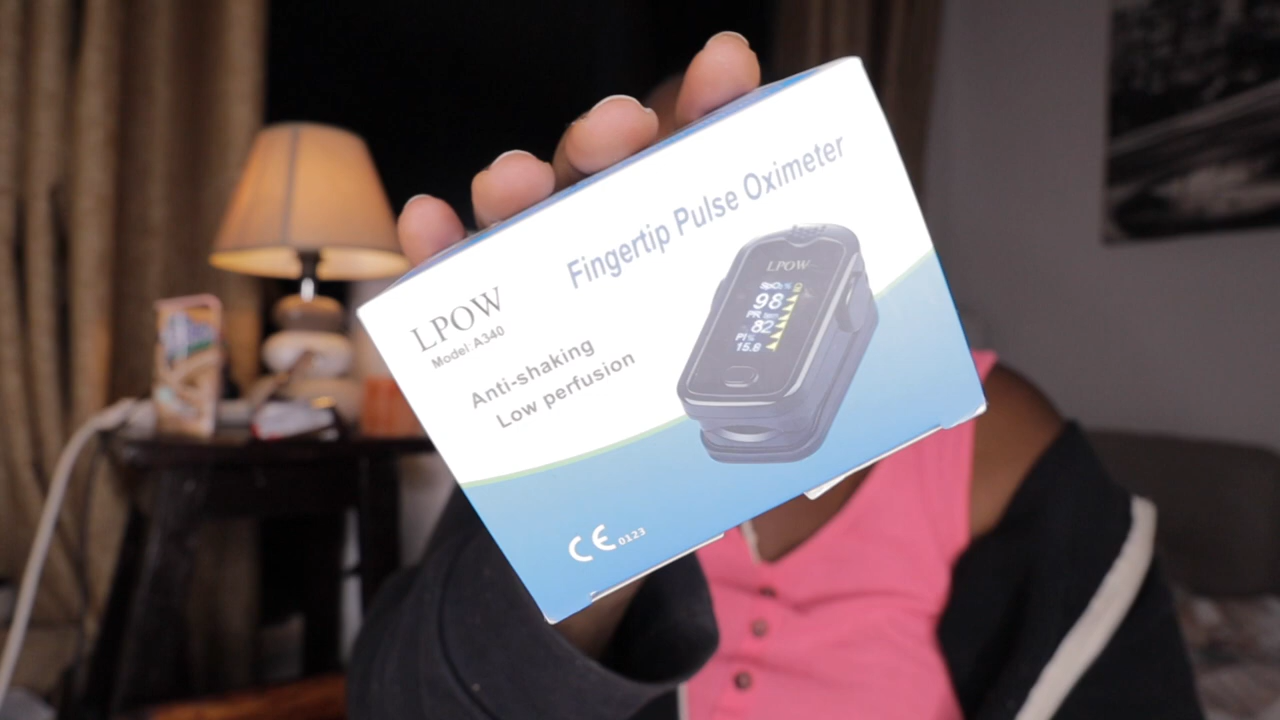 Fingertip Pulse Oximeter
LPOW
Model:A340
Anti-shaking
Low perfusion
LPOW
SpO₂%
98
PR bpm
82
PI%
15.6
CE 0123